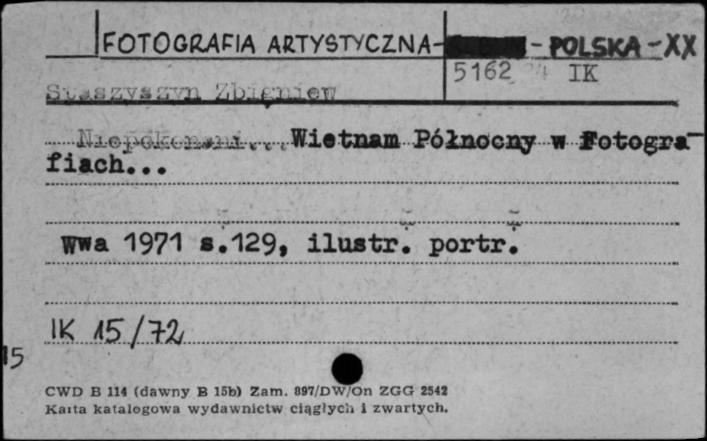 FOTOGRAFIA ARTYSTYCZNA- - POLSKA - XX
5162 IK
Staszyszyn Zbigniew
Niepokonani... Wietnam Północny w Fotogra-
fiach...
Wwa 1971 s.129, ilustr. portr.
IK 15/72
15
CWD B 114 (dawny B 15b) Zam. 897/DW/On ZGG 2542
Karta katalogowa wydawnictw ciągłych i zwartych.